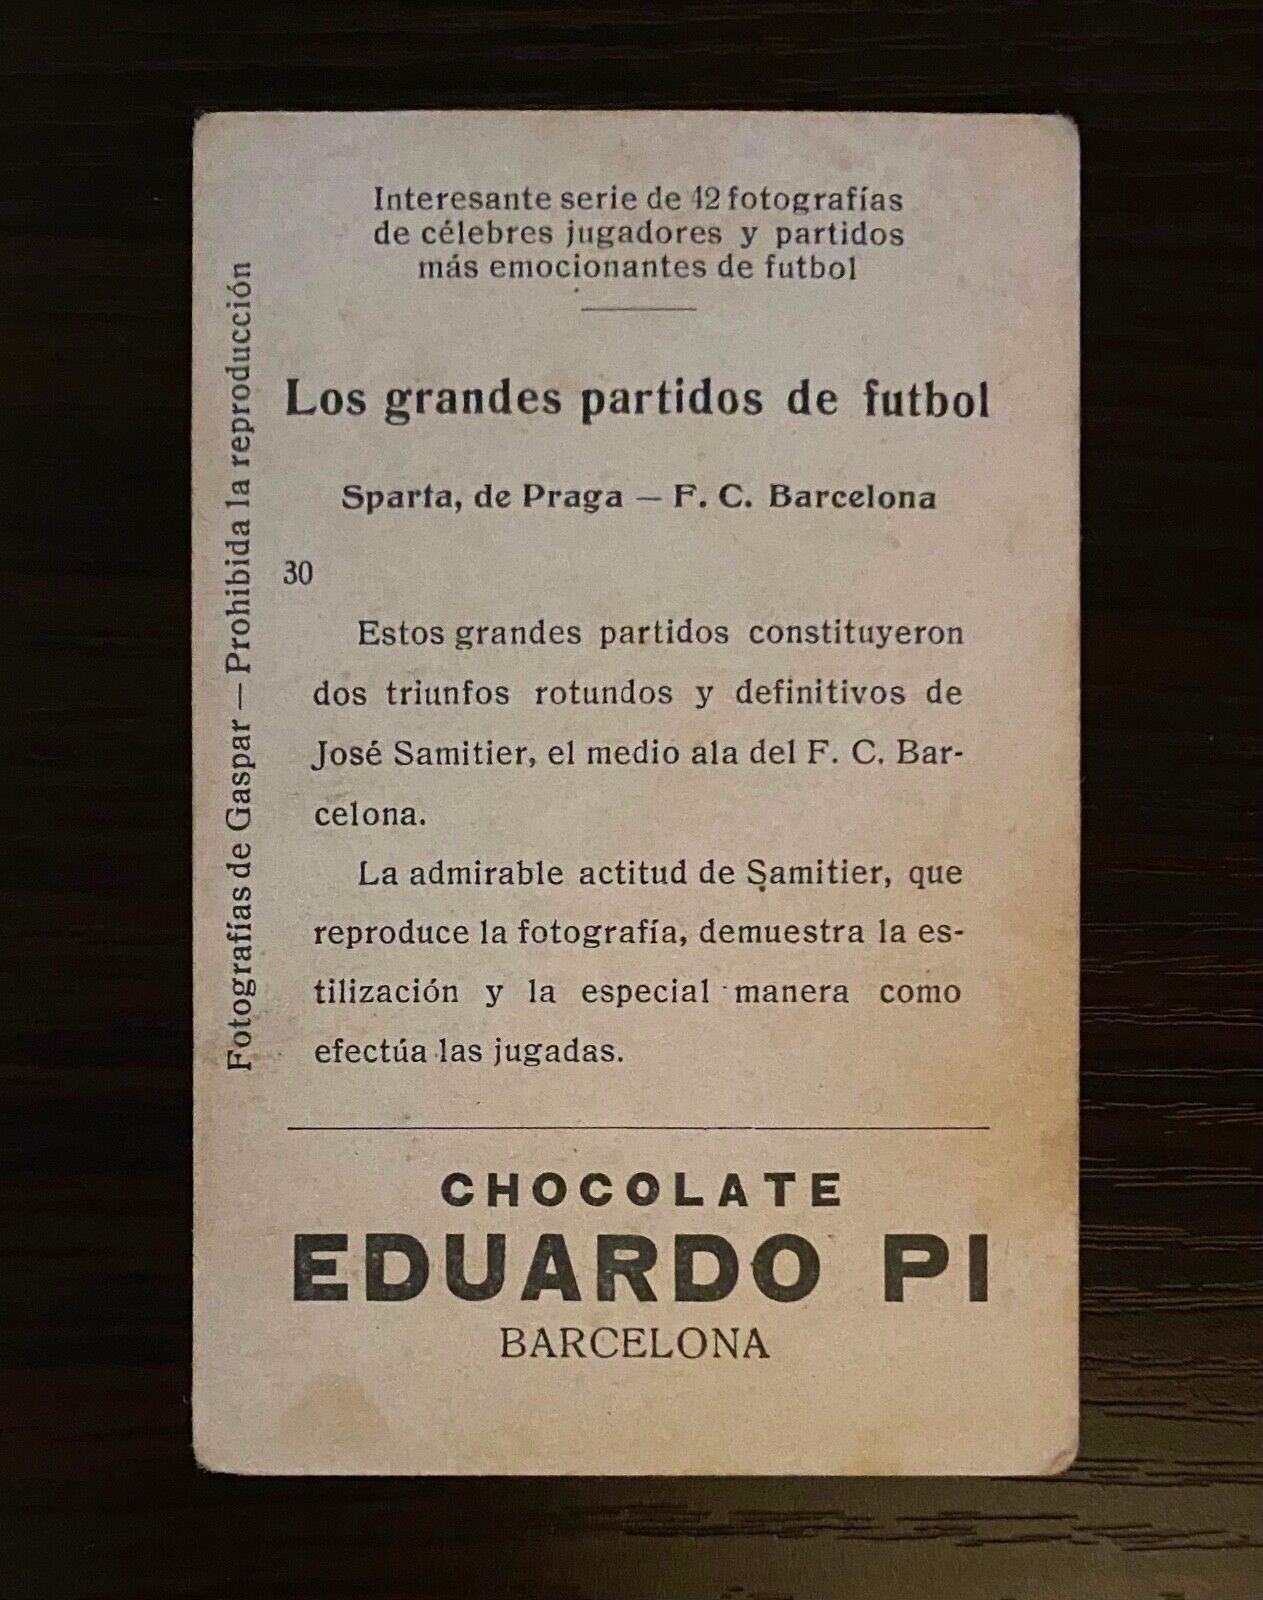 Interesante serie de 42 fotografías
de célebres jugadores y partidos
más emocionantes de futbol
Los grandes partidos de futbol
Sparta, de Praga — F. C. Barcelona
30
Estos grandes partidos constituyeron
dos triunfos rotundos y definitivos de
José Samitier, el medio ala del F. C. Bar-
celona.
La admirable actitud de Samitier, que
reproduce la fotografía, demuestra la es-
tilización y la especial manera como
efectúa las jugadas.
CHOCOLATE
EDUARDO PI
BARCELONA
Fotografías de Gaspar — Prohibida la reproducción